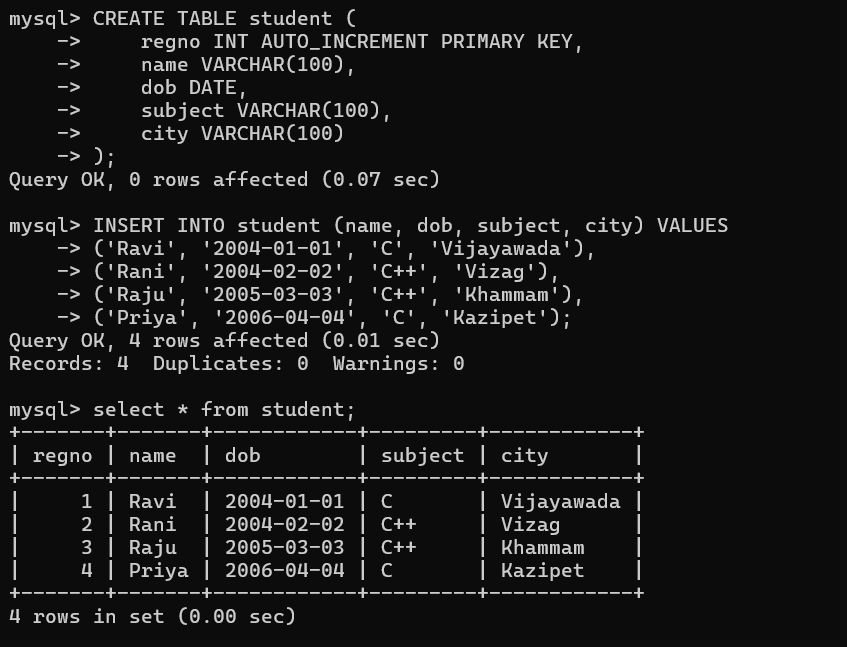 mysql> CREATE TABLE student (
    ->     regno INT AUTO_INCREMENT PRIMARY KEY,
    ->     name VARCHAR(100),
    ->     dob DATE,
    ->     subject VARCHAR(100),
    ->     city VARCHAR(100)
    -> );
Query OK, 0 rows affected (0.07 sec)

mysql> INSERT INTO student (name, dob, subject, city) VALUES
    -> ('Ravi', '2004-01-01', 'C', 'Vijayawada'),
    -> ('Rani', '2004-02-02', 'C++', 'Vizag'),
    -> ('Raju', '2005-03-03', 'C++', 'Khammam'),
    -> ('Priya', '2006-04-04', 'C', 'Kazipet');
Query OK, 4 rows affected (0.01 sec)
Records: 4  Duplicates: 0  Warnings: 0

mysql> select * from student;
+-------+-------+------------+---------+------------+
| regno | name  | dob        | subject | city       |
+-------+-------+------------+---------+------------+
|     1 | Ravi  | 2004-01-01 | C       | Vijayawada |
|     2 | Rani  | 2004-02-02 | C++     | Vizag      |
|     3 | Raju  | 2005-03-03 | C++     | Khammam    |
|     4 | Priya | 2006-04-04 | C       | Kazipet    |
+-------+-------+------------+---------+------------+
4 rows in set (0.00 sec)